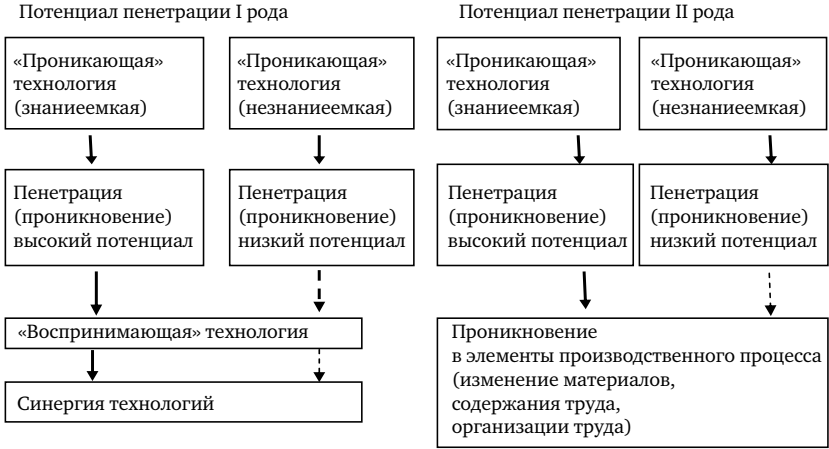 Потенциал пенетрации I рода
«Проникающая»
технология
(знаниеемкая)
«Проникающая»
технология
(незнаниеемкая)
Пенетрация
(проникновение)
высокий потенциал
Пенетрация
(проникновение)
низкий потенциал
«Воспринимающая» технология
Синергия технологий
Потенциал пенетрации II рода
«Проникающая»
технология
(знаниеемкая)
«Проникающая»
технология
(незнаниеемкая)
Пенетрация
(проникновение)
высокий потенциал
Пенетрация
(проникновение)
низкий потенциал
Проникновение
в элементы производственного процесса
(изменение материалов,
содержания труда,
организации труда)